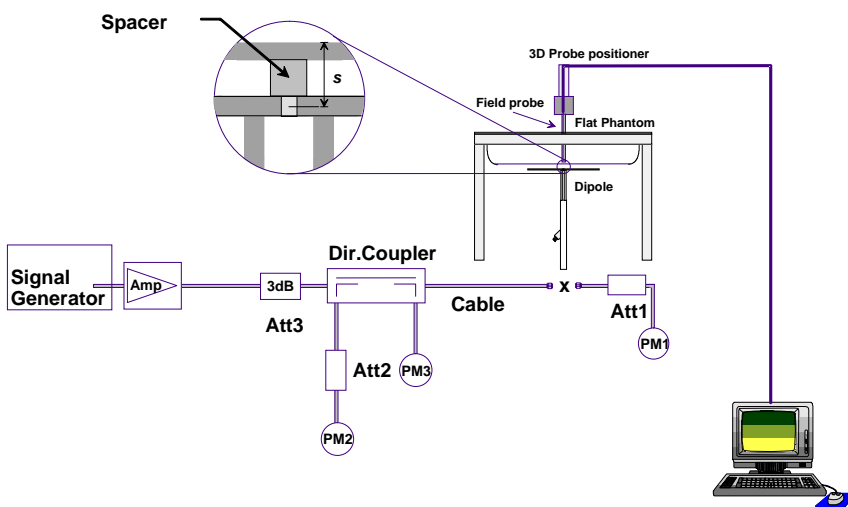 Spacer
s
3D Probe positioner
Field probe
Flat Phantom
Dipole
Dir.Coupler
Signal
Generator
Amp
3dB
Att3
Cable
x
Att1
PM1
Att2
PM3
PM2